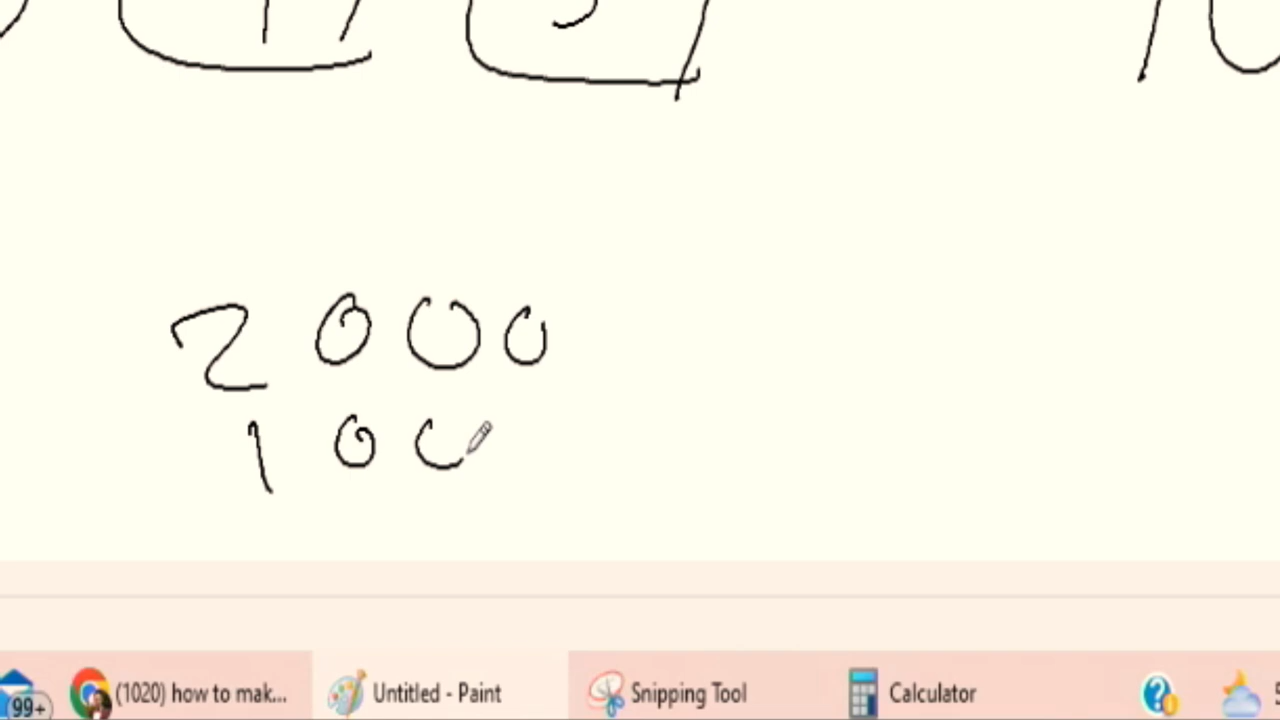 2000
100
99+ (1020) how to mak... Untitled - Paint Snipping Tool Calculator